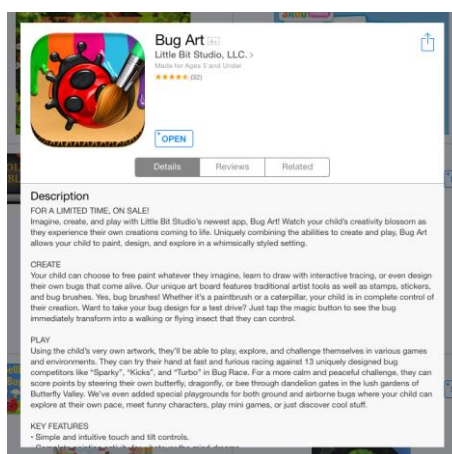 Bug Art 4+
Little Bit Studio, LLC. >
Made for Ages 5 and Under
★★★★★ (32)
+ OPEN
Details Reviews Related
Description
FOR A LIMITED TIME, ON SALE!
Imagine, create, and play with Little Bit Studio's newest app, Bug Art! Watch your child's creativity blossom as
they experience their own creations coming to life. Uniquely combining the abilities to create and play, Bug Art
allows your child to paint, design, and explore in a whimsically styled setting.
CREATE
Your child can choose to free paint whatever they imagine, learn to draw with interactive tracing, or even design
their own bugs that come alive. Our unique art board features traditional artist tools as well as stamps, stickers,
and bug brushes. Yes, bug brushes! Whether it's a paintbrush or a caterpillar, your child is in complete control of
their creation. Want to take your bug design for a test drive? Just tap the magic button to see the bug
immediately transform into a walking or flying insect that they can control.
PLAY
Using the child's very own artwork, they'll be able to play, explore, and challenge themselves in various games
and environments. They can try their hand at fast and furious racing against 13 uniquely designed bug
competitors like "Sparky", "Kicks", and "Turbo" in Bug Race. For a more calm and peaceful challenge, they can
score points by steering their own butterfly, dragonfly, or bee through dandelion gates in the lush gardens of
Butterfly Valley. We've even added special playgrounds for both ground and airborne bugs where your child can
explore at their own pace, meet funny characters, play mini games, or just discover cool stuff.
KEY FEATURES
• Simple and intuitive touch and tilt controls.